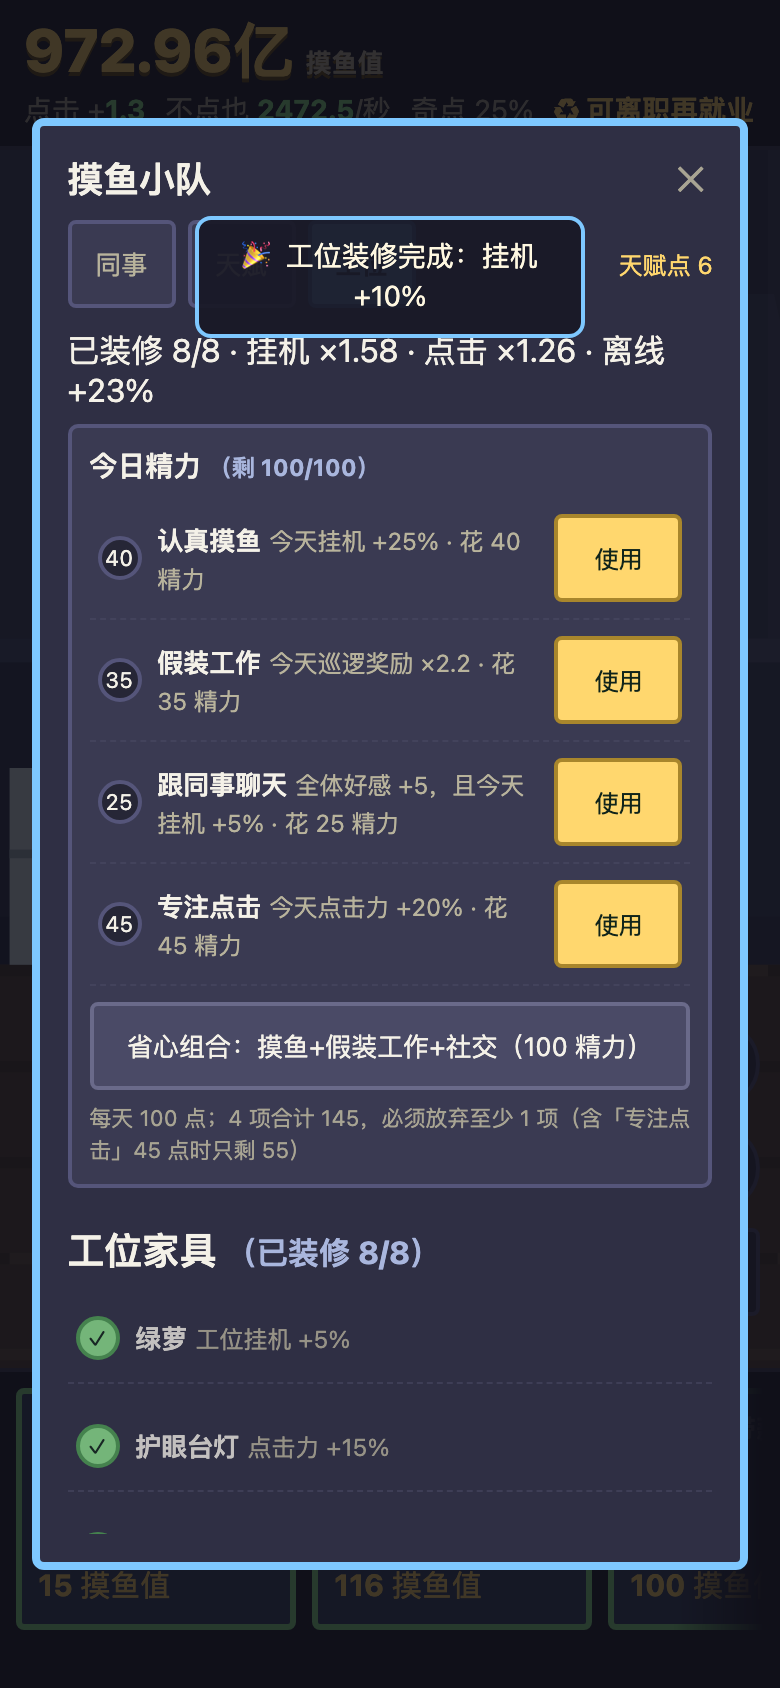 972.96亿 摸鱼值
点击 +1.3 不点也 2472.5/秒 奇点 25% ♻ 可离职再就业
摸鱼小队
同事
天赋
🎉 工位装修完成：挂机
+10%
天赋点 6
已装修 8/8 · 挂机 ×1.58 · 点击 ×1.26 · 离线
+23%
今日精力 （剩 100/100）
40 认真摸鱼 今天挂机 +25% · 花 40
精力
使用
35 假装工作 今天巡逻奖励 ×2.2 · 花
35 精力
使用
25 跟同事聊天 全体好感 +5，且今天
挂机 +5% · 花 25 精力
使用
45 专注点击 今天点击力 +20% · 花
45 精力
使用
省心组合：摸鱼+假装工作+社交（100 精力）
每天 100 点；4 项合计 145，必须放弃至少 1 项（含「专注点
击」45 点时只剩 55）
工位家具 （已装修 8/8）
绿萝 工位挂机 +5%
护眼台灯 点击力 +15%
15 摸鱼值
116 摸鱼值
100 摸鱼